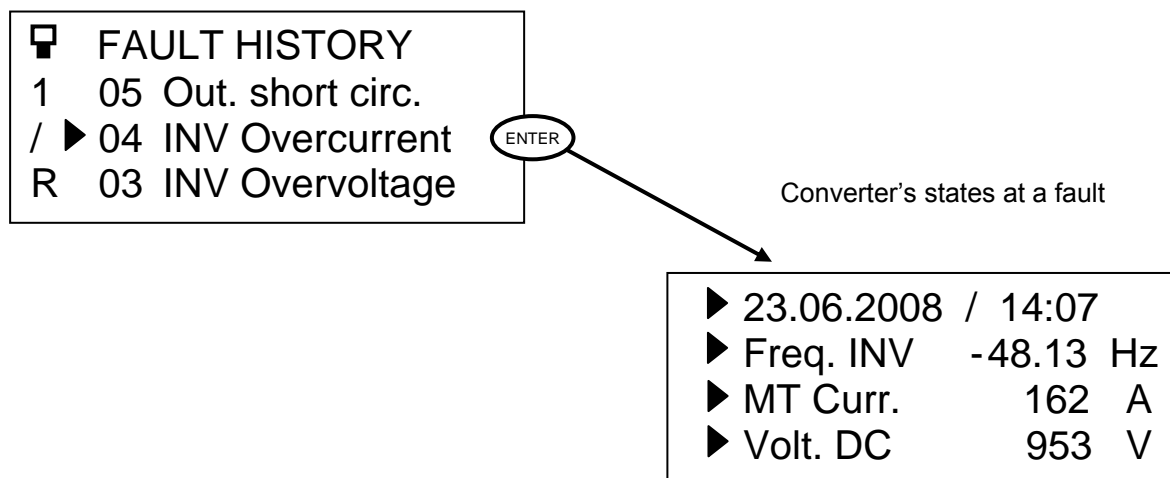 FAULT HISTORY
1 05 Out. short circ.
/ ▶ 04 INV Overcurrent
ENTER
R 03 INV Overvoltage
Converter's states at a fault
▶ 23.06.2008 / 14:07
▶ Freq. INV -48.13 Hz
▶ MT Curr. 162 A
▶ Volt. DC 953 V